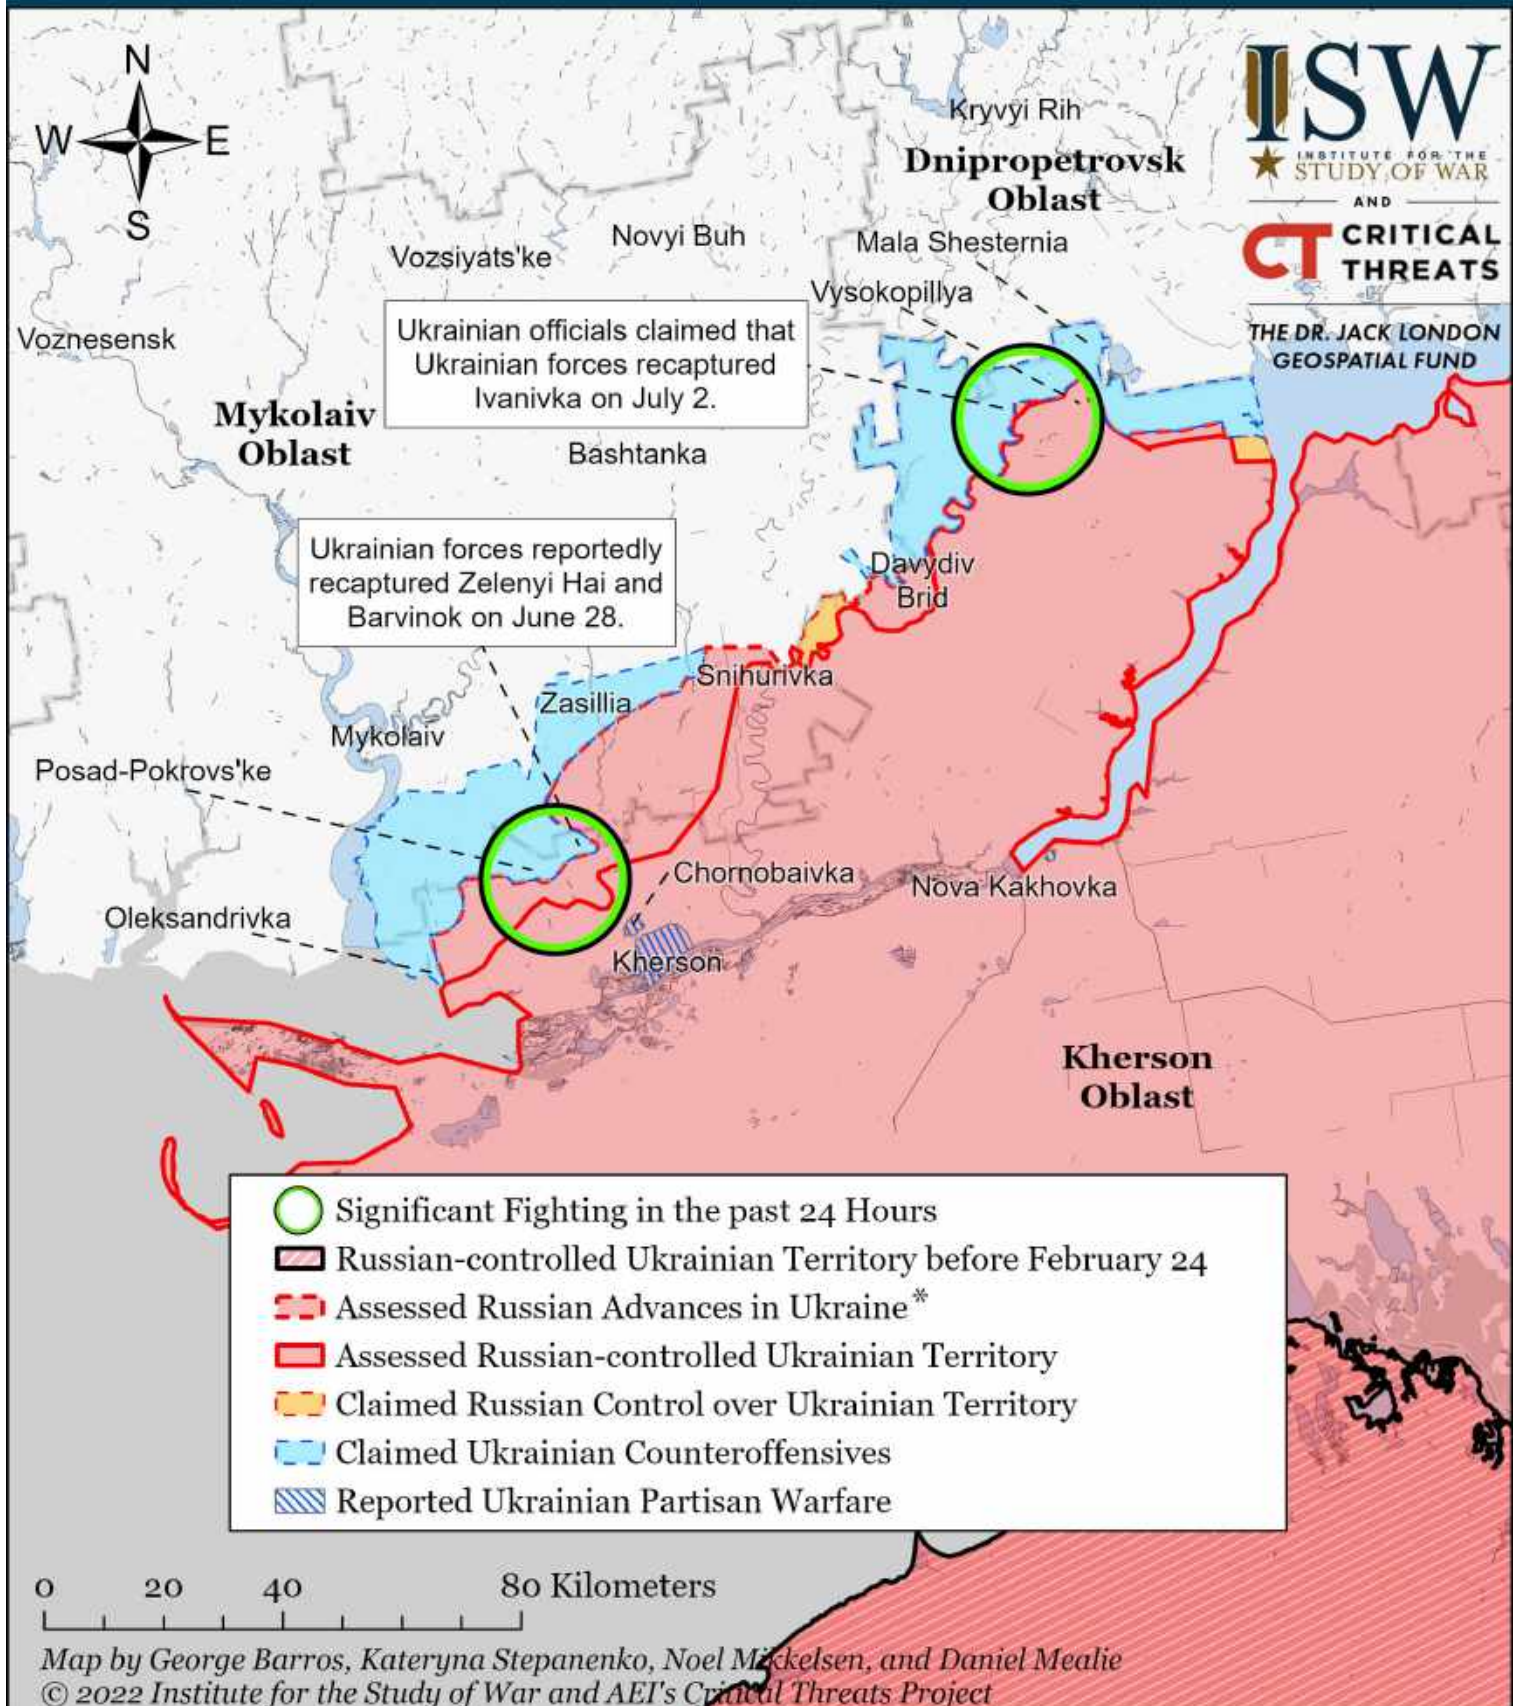 N
W
E
S
Kryvyi Rih
Dnipropetrovsk
Oblast
ISW
INSTITUTE FOR THE
STUDY OF WAR
AND
CT CRITICAL
THREATS
THE DR. JACK LONDON
GEOSPATIAL FUND
Novyi Buh
Vozsiyats'ke
Mala Shesternia
Vysokopillya
Voznesensk
Ukrainian officials claimed that
Ukrainian forces recaptured
Ivanivka on July 2.
Mykolaiv
Oblast
Bashtanka
Ukrainian forces reportedly
recaptured Zelenyi Hai and
Barvinok on June 28.
Davydiv
Brid
Snihurivka
Zasillia
Mykolaiv
Posad-Pokrovs'ke
Chornobaivka
Nova Kakhovka
Oleksandrivka
Kherson
Kherson
Oblast
Significant Fighting in the past 24 Hours
Russian-controlled Ukrainian Territory before February 24
Assessed Russian Advances in Ukraine*
Assessed Russian-controlled Ukrainian Territory
Claimed Russian Control over Ukrainian Territory
Claimed Ukrainian Counteroffensives
Reported Ukrainian Partisan Warfare
0 20 40 80 Kilometers
Map by George Barros, Kateryna Stepanenko, Noel Mikkelsen, and Daniel Mealie
© 2022 Institute for the Study of War and AEI's Critical Threats Project